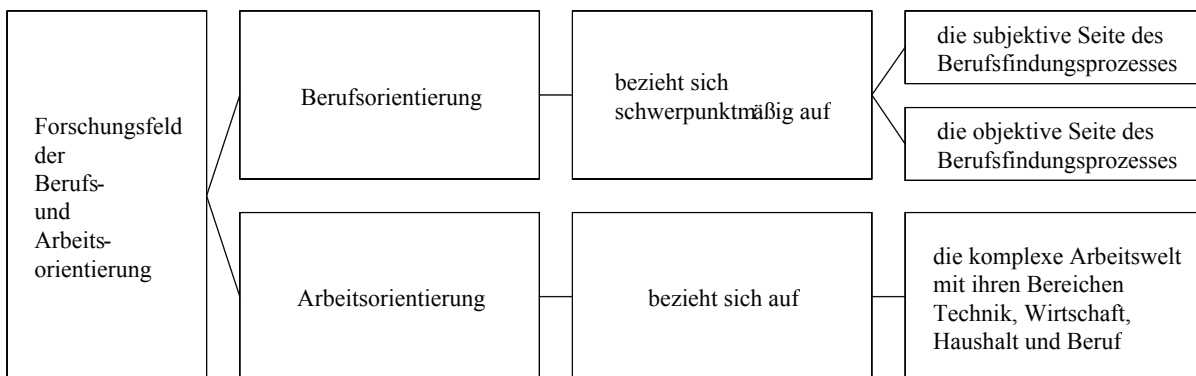 Forschungsfeld
der
Berufs-
und
Arbeits-
orientierung
Berufsorientierung
bezieht sich
schwerpunktmäßig auf
die subjektive Seite des
Berufsfindungsprozesses
die objektive Seite des
Berufsfindungsprozesses
Arbeitsorientierung
bezieht sich auf
die komplexe Arbeitswelt
mit ihren Bereichen
Technik, Wirtschaft,
Haushalt und Beruf